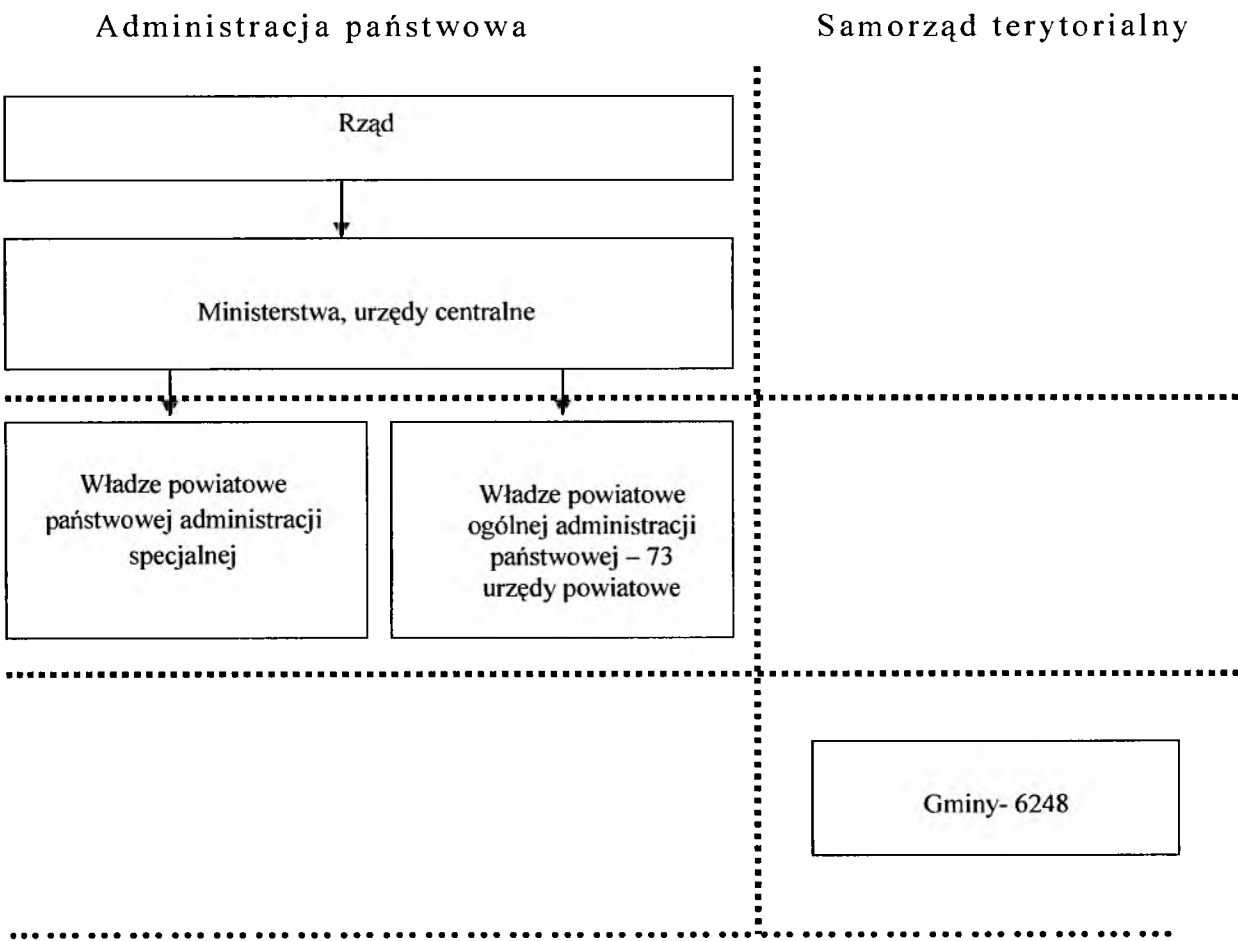 Administracja państwowa
Samorząd terytorialny
Rząd
Ministerstwa, urzędy centralne
Władze powiatowe
państwowej administracji
specjalnej
Władze powiatowe
ogólnej administracji
państwowej – 73
urzędy powiatowe
Gminy- 6248